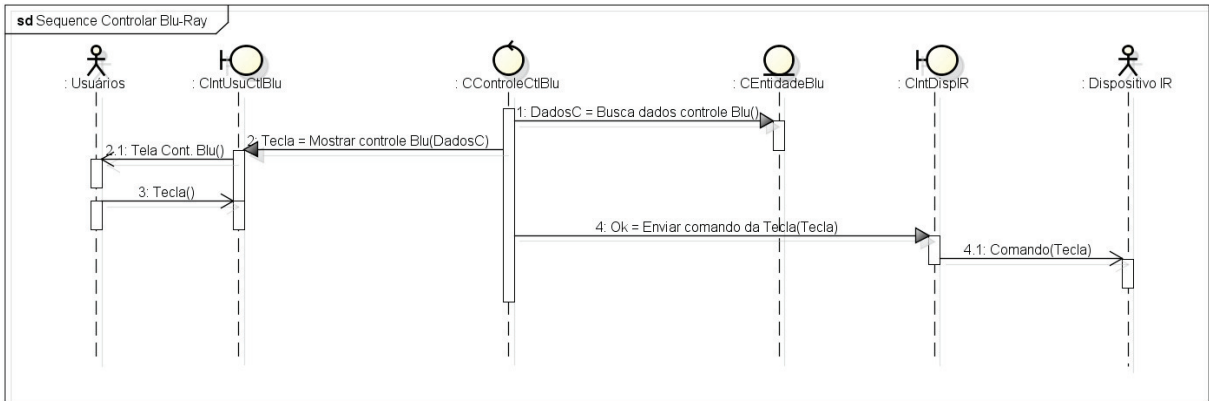 sd Sequence Controlar Blu-Ray
: Usuários
: CIntUsuCtlBlu
: CControleCtlBlu
: CEntidadeBlu
: CIntDispIR
: Dispositivo IR
1: DadosC = Busca dados controle Blu()
2: Tecla = Mostrar controle Blu(DadosC)
2.1: Tela Cont. Blu()
3: Tecla()
4: Ok = Enviar comando da Tecla(Tecla)
4.1: Comando(Tecla)